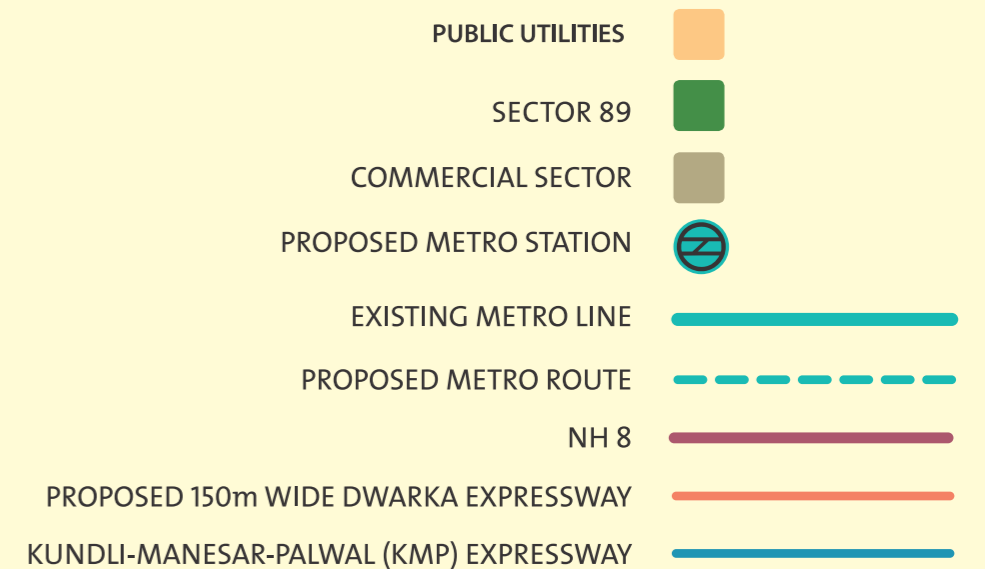 PUBLIC UTILITIES
SECTOR 89
COMMERCIAL SECTOR
PROPOSED METRO STATION
EXISTING METRO LINE
PROPOSED METRO ROUTE
NH 8
PROPOSED 150m WIDE DWARKA EXPRESSWAY
KUNDLI-MANESAR-PALWAL (KMP) EXPRESSWAY